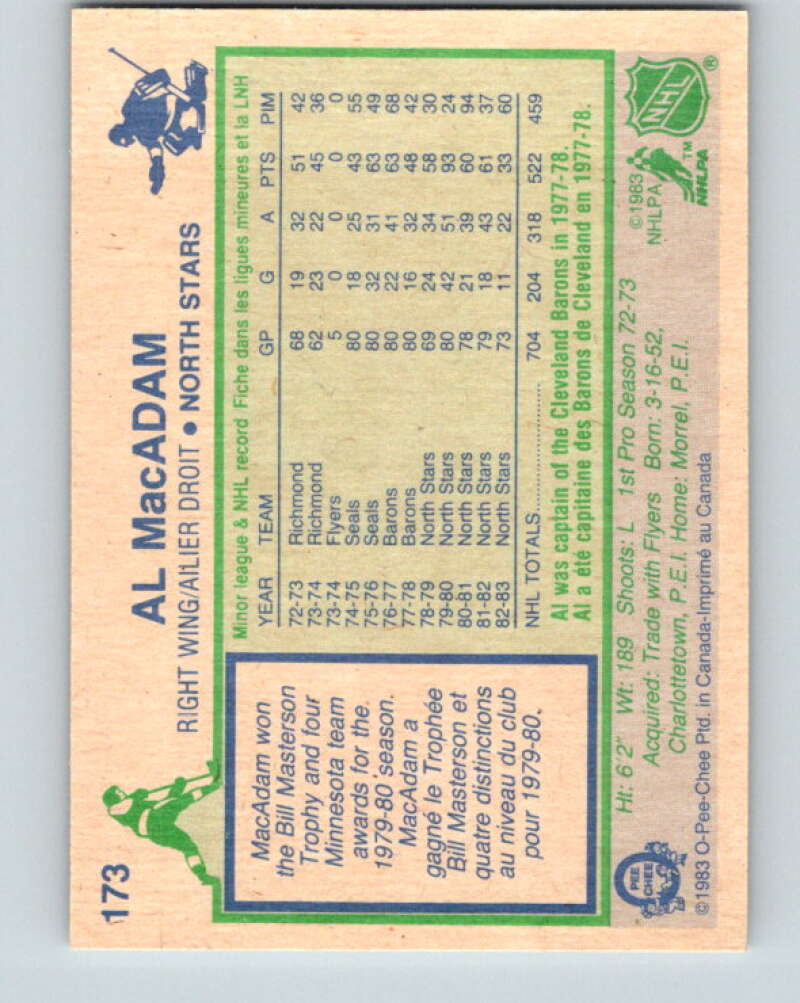 173
AL MacADAM
RIGHT WING/AILIER DROIT • NORTH STARS
MacAdam won
the Bill Masterson
Trophy and four
Minnesota team
awards for the
1979-80 season.
MacAdam a
gagné le Trophée
Bill Masterson et
quatre distinctions
au niveau du club
pour 1979-80.
Minor league & NHL record Fiche dans les ligues mineures et la LNH
YEAR TEAM GP G A PTS PIM
72-73 Richmond 68 19 32 51 42
73-74 Richmond 62 23 22 45 36
73-74 Flyers 5 0 0 0 0
74-75 Seals 80 18 25 43 55
75-76 Seals 80 32 31 63 49
76-77 Barons 80 22 41 63 68
77-78 Barons 80 16 32 48 42
78-79 North Stars 69 24 34 58 30
79-80 North Stars 80 42 51 93 24
80-81 North Stars 78 21 39 60 94
81-82 North Stars 79 18 43 61 37
82-83 North Stars 73 11 22 33 60
NHL TOTALS.................. 704 204 318 522 459
Al was captain of the Cleveland Barons in 1977-78.
Al a été capitaine des Barons de Cleveland en 1977-78.
Ht: 6'2" Wt: 189 Shoots: L 1st Pro Season 72-73
Acquired: Trade with Flyers Born: 3-16-52,
Charlottetown, P.E.I. Home: Morrel, P.E.I.
©1983 O-Pee-Chee Ptd. in Canada-Imprimé au Canada
O
PEE
CHEE
©1983
NHLPA
NHL ®
TM
NHLPA